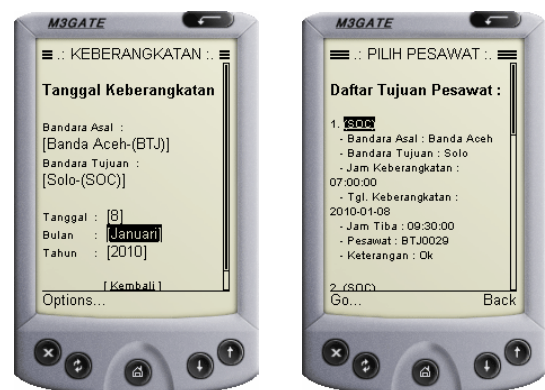 M3GATE
.: KEBERANGKATAN :.
Tanggal Keberangkatan
Bandara Asal :
[Banda Aceh-(BTJ)]
Bandara Tujuan :
[Solo-(SOC)]
Tanggal : [8]
Bulan : [Januari]
Tahun : [2010]
[Kembali]
Options...
M3GATE
.: PILIH PESAWAT :.
Daftar Tujuan Pesawat :
1. (SOC)
- Bandara Asal : Banda Aceh
- Bandara Tujuan : Solo
- Jam Keberangkatan :
07:00:00
- Tgl. Keberangkatan :
2010-01-08
- Jam Tiba : 09:30:00
- Pesawat : BTJ0029
- Keterangan : Ok
2. (SOC)
Go... Back